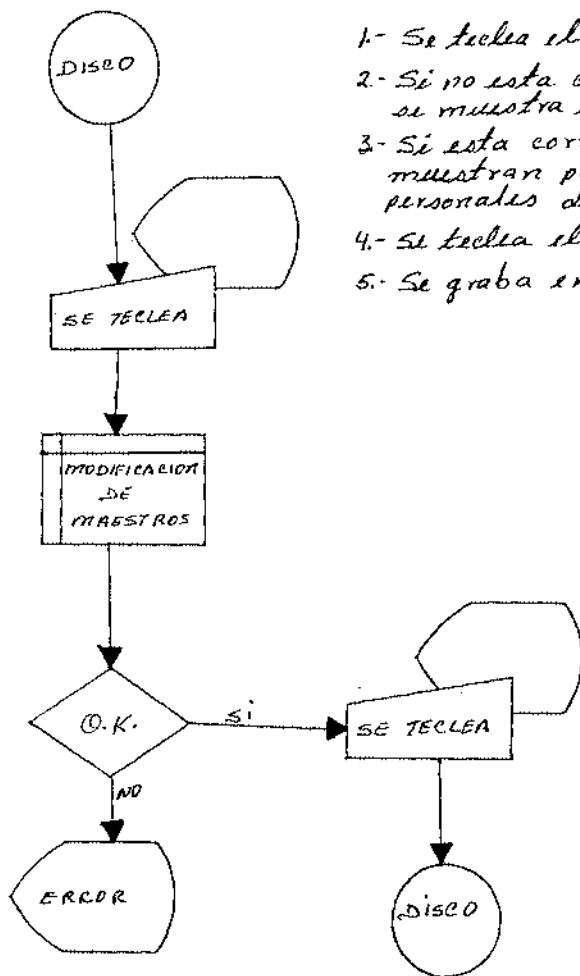 DISCO
1.- Se teclea el
2.- Si no esta
se muestra
3.- Si esta
muestran
personales
4.- Se teclea el
5.- Se graba
SE TECLEA
MODIFICACION
DE
MAESTROS
O.K.
Si
SE TECLEA
NO
ERROR
DISCO